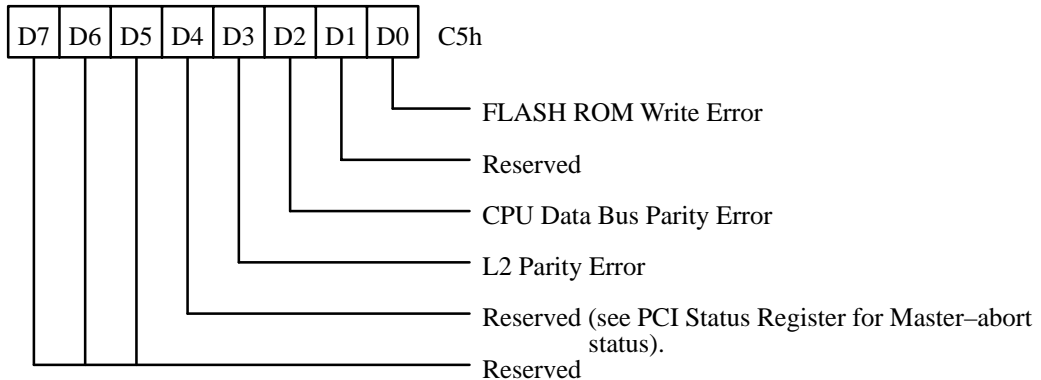 D7 D6 D5 D4 D3 D2 D1 D0 C5h
FLASH ROM Write Error
Reserved
CPU Data Bus Parity Error
L2 Parity Error
Reserved (see PCI Status Register for Master–abort
status).
Reserved